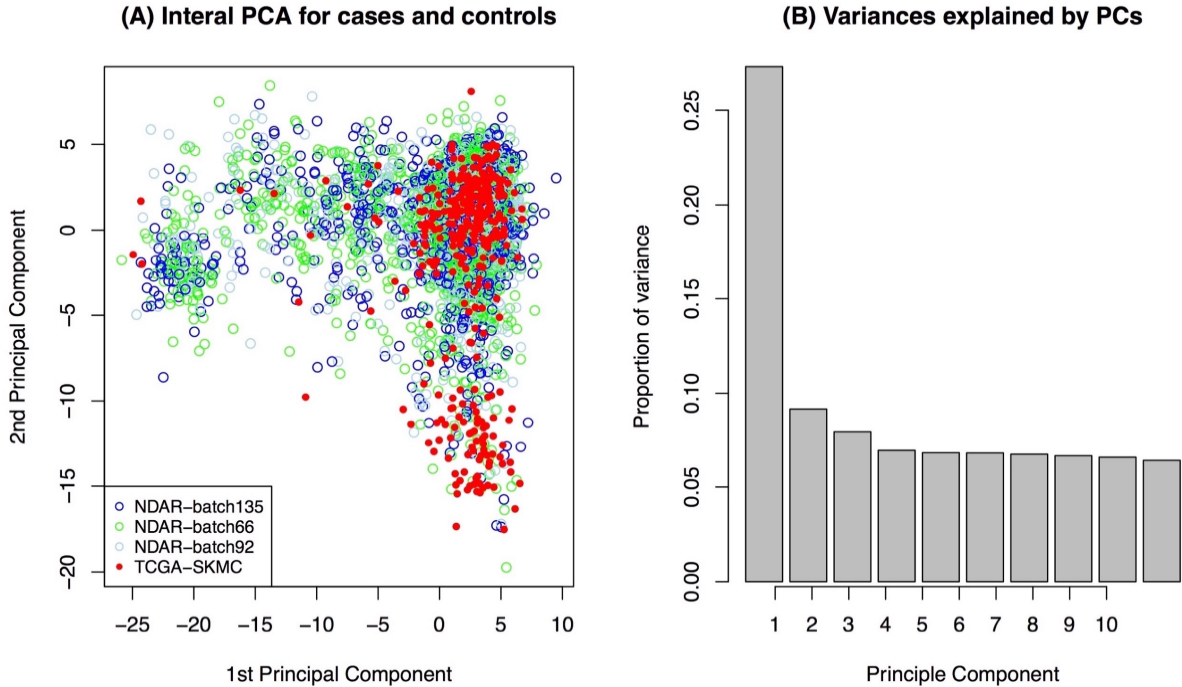 (A) Interal PCA for cases and controls
2nd Principal Component
5
0
−5
−10
−15
−20
NDAR−batch135
NDAR−batch66
NDAR−batch92
TCGA−SKMC
−25 −20 −15 −10 −5 0 5 10
1st Principal Component
(B) Variances explained by PCs
Proportion of variance
0.25
0.20
0.15
0.10
0.05
0.00
1 2 3 4 5 6 7 8 9 10
Principle Component